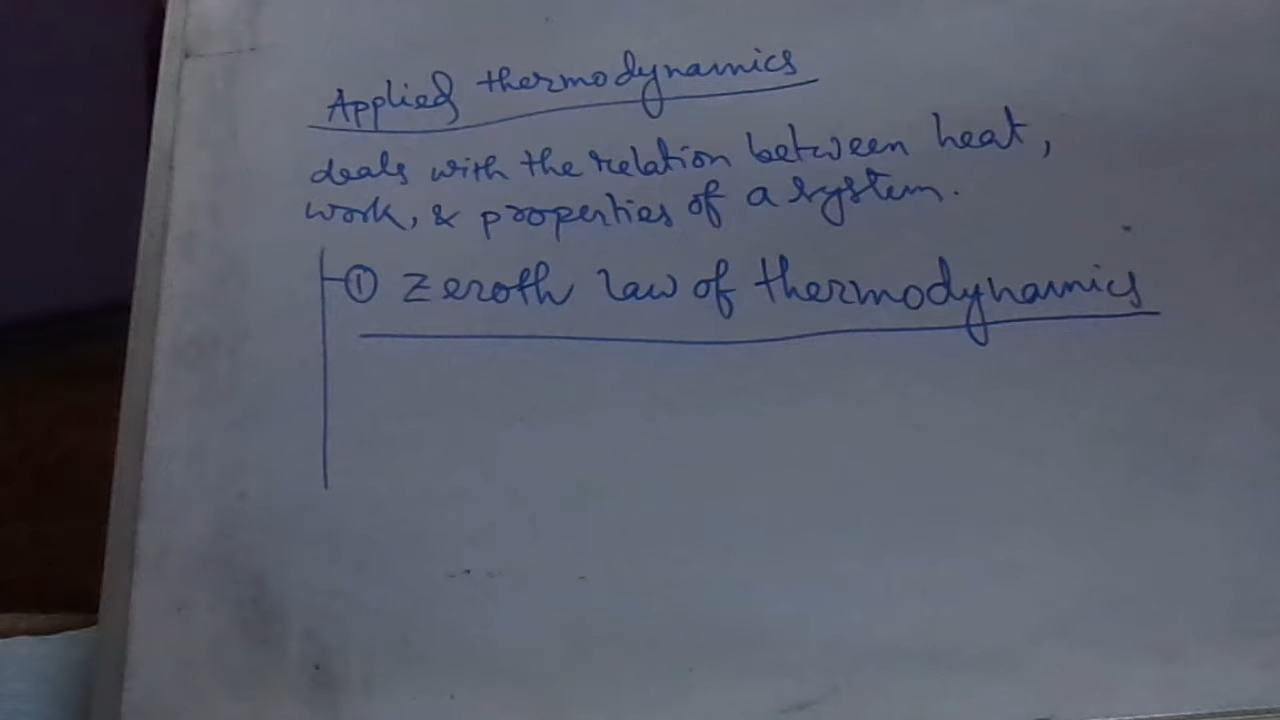 Applied thermodynamics
deals with the relation between heat,
work, & properties of a system.
① Zeroth law of thermodynamics